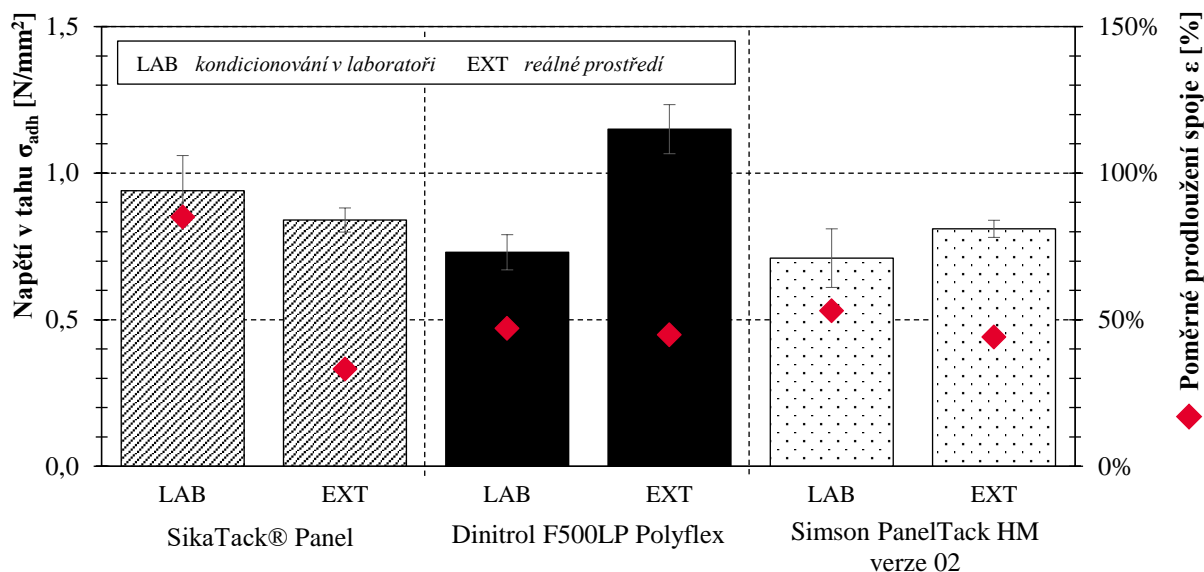 Napětí v tahu σadh [N/mm²]
1,5
1,0
0,5
0,0
LAB kondicionování v laboratoři EXT reálné prostředí
150%
100%
50%
0%
Poměrné prodloužení spoje ε [%]
LAB EXT LAB EXT LAB EXT
SikaTack® Panel Dinitrol F500LP Polyflex Simson PanelTack HM
verze 02